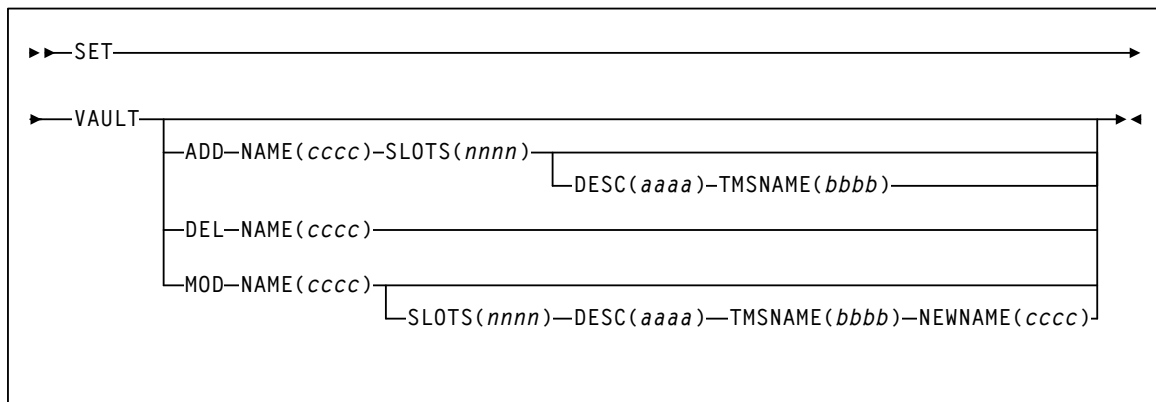 SET
VAULT
ADD NAME(cccc) SLOTS(nnnn)
DESC(aaaa) TMSNAME(bbbb)
DEL NAME(cccc)
MOD NAME(cccc)
SLOTS(nnnn) DESC(aaaa) TMSNAME(bbbb) NEWNAME(cccc)